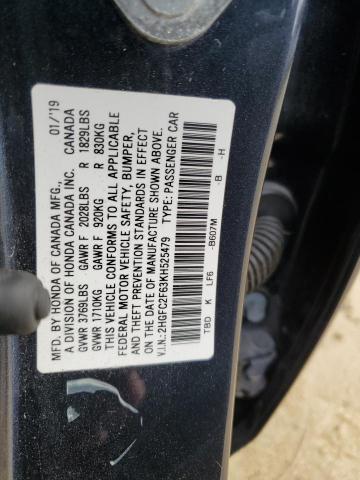 MFD. BY HONDA OF CANADA MFG. 01/'19
A DIVISION OF HONDA CANADA INC. CANADA
GVWR 3769LBS GAWR F 2028LBS R 1829LBS
GVWR 1710KG GAWR F 920KG R 830KG
THIS VEHICLE CONFORMS TO ALL APPLICABLE
FEDERAL MOTOR VEHICLE SAFETY, BUMPER,
AND THEFT PREVENTION STANDARDS IN EFFECT
ON THE DATE OF MANUFACTURE SHOWN ABOVE.
V.I.N.: 2HGFC2F63KH525479 TYPE: PASSENGER CAR
-B607M -B -H
TBD K LF6